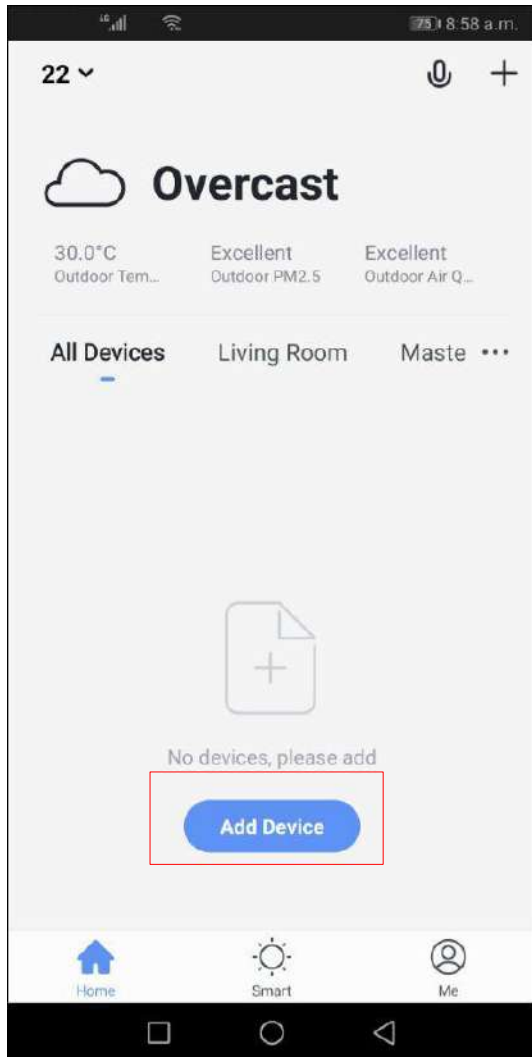 75 8:58 a.m.
22
Overcast
30.0°C Excellent Excellent
Outdoor Tem... Outdoor PM2.5 Outdoor Air Q...
All Devices Living Room Maste •••
No devices, please add
Add Device
Home Smart Me